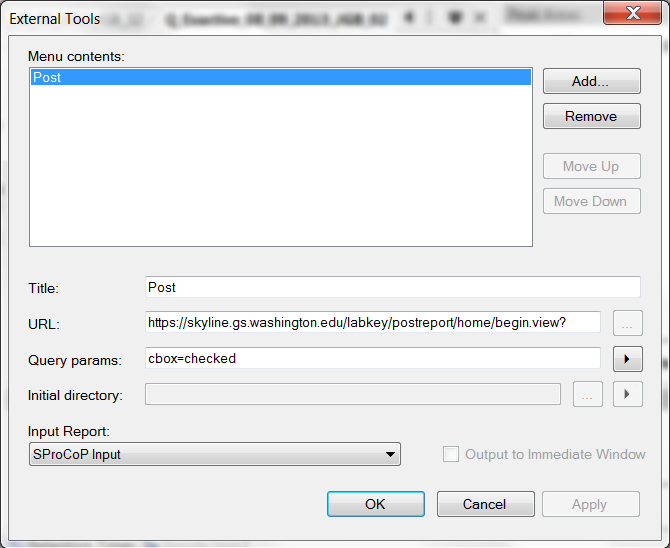 External Tools
Menu contents:
Post
Add...
Remove
Move Up
Move Down
Title:
Post
URL:
https://skyline.gs.washington.edu/labkey/postreport/home/begin.view?
...
Query params:
cbox=checked
Initial directory:
...
Input Report:
SProCoP Input
Output to Immediate Window
OK
Cancel
Apply